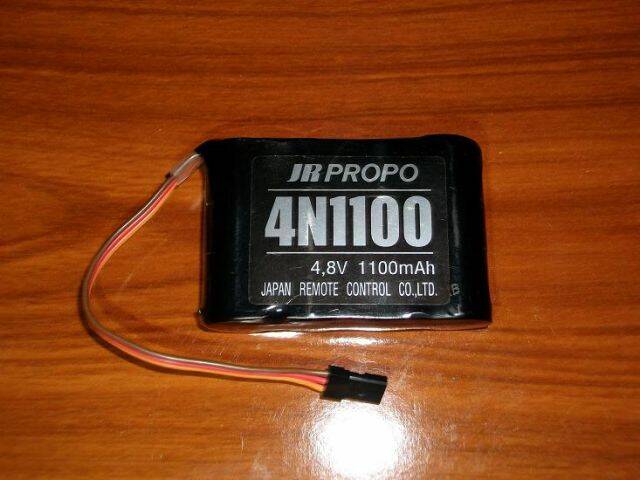 JR PROPO
4N1100
4,8V 1100mAh
JAPAN REMOTE CONTROL CO.,LTD.
B